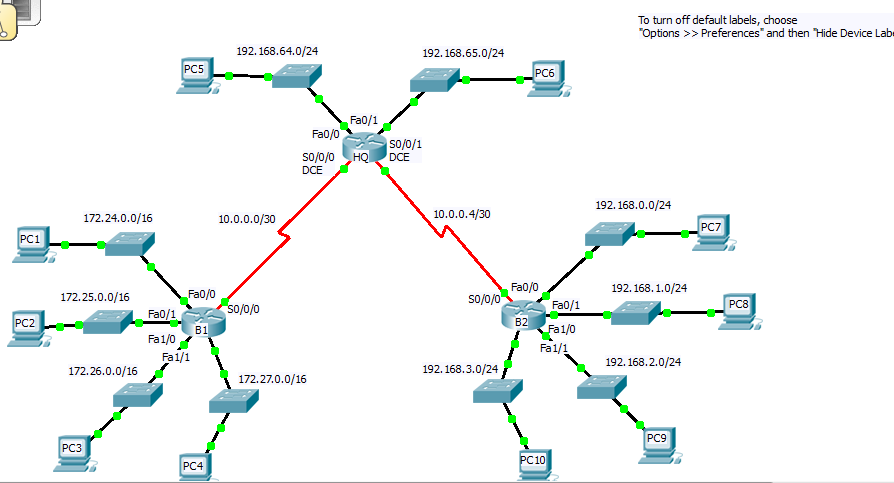 To turn off default labels, choose
"Options >> Preferences" and then "Hide Device Labe
192.168.64.0/24
192.168.65.0/24
PC5
PC6
Fa0/1
Fa0/0
S0/0/1
DCE
HQ
S0/0/0
DCE
192.168.0.0/24
10.0.0.4/30
172.24.0.0/16
10.0.0.0/30
PC7
PC1
Fa0/0
Fa0/0
192.168.1.0/24
172.25.0.0/16
S0/0/0
S0/0/0
Fa0/1
PC8
Fa0/1
PC2
B1
B2
Fa1/0
Fa1/0
Fa1/1
Fa1/1
192.168.2.0/24
172.26.0.0/16
192.168.3.0/24
172.27.0.0/16
PC9
PC3
PC4
PC10